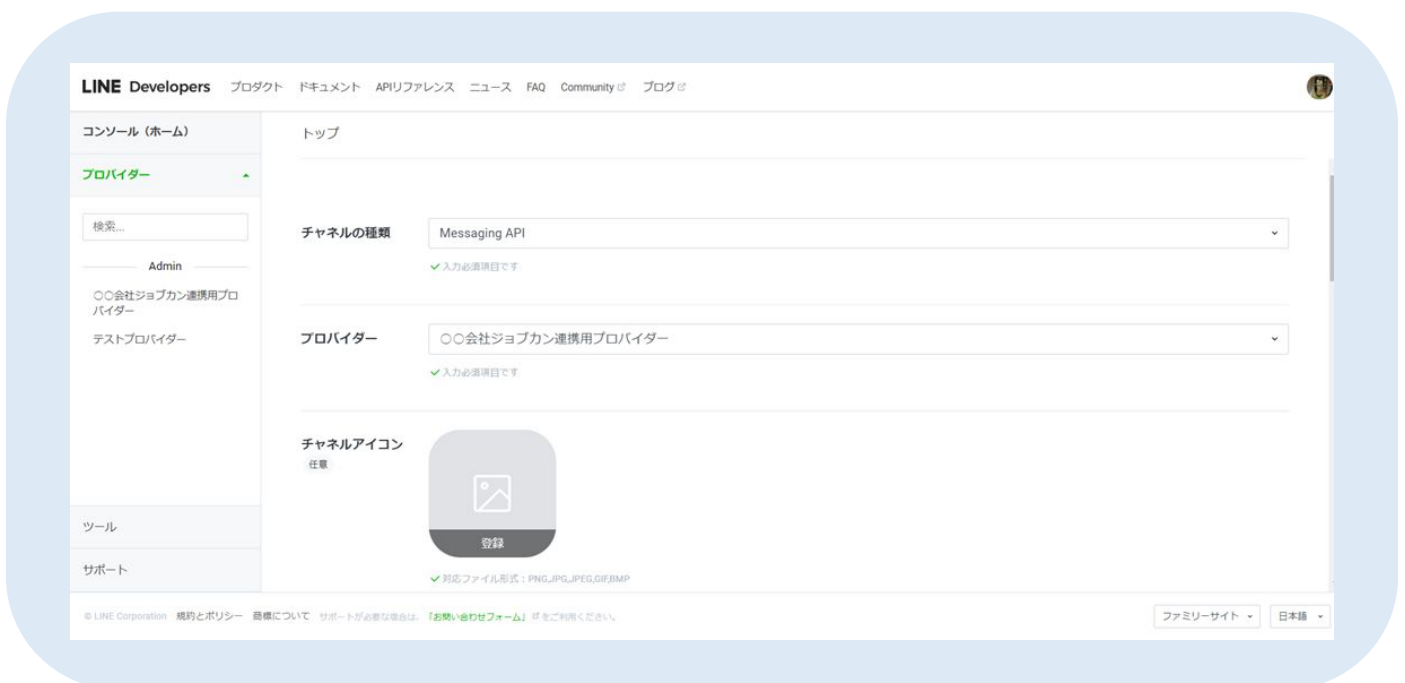 LINE Developers プロダクト ドキュメント APIリファレンス ニュース FAQ Community ブログ
コンソール（ホーム）
トップ
プロバイダー
検索...
Admin
〇〇会社ジョブカン連携用プロ
バイダー
テストプロバイダー
ツール
サポート
チャネルの種類
Messaging API
入力必須項目です
プロバイダー
〇〇会社ジョブカン連携用プロバイダー
入力必須項目です
チャネルアイコン
任意
登録
対応ファイル形式：PNG,JPG,JPEG,GIF,BMP
© LINE Corporation 規約とポリシー 商標について サポートが必要な場合は、「お問い合わせフォーム」をご利用ください。
ファミリーサイト 日本語